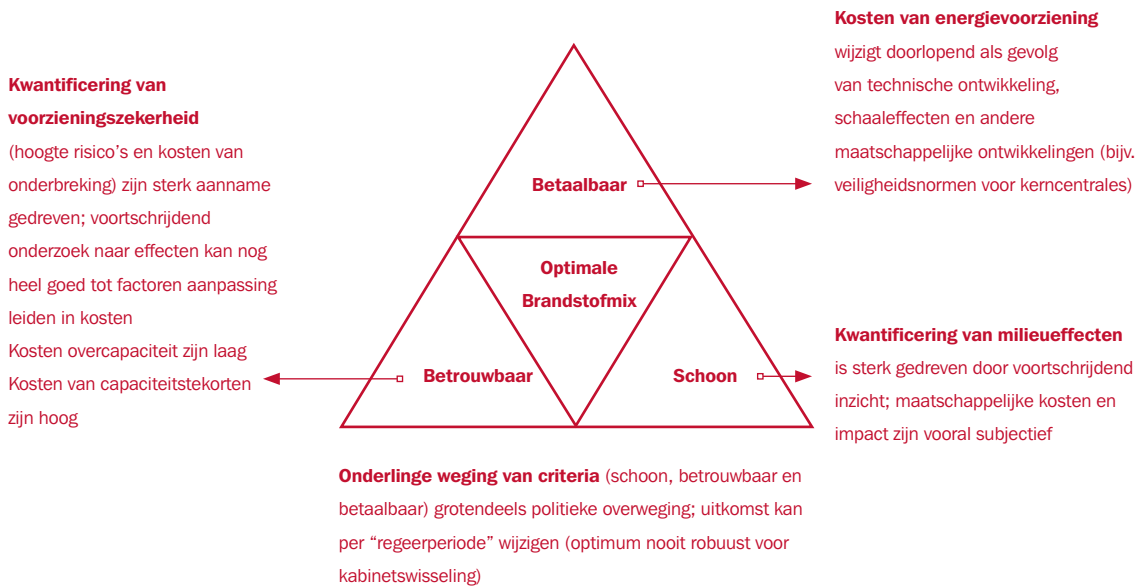 Kosten van energievoorziening
wijzigt doorlopend als gevolg
van technische ontwikkeling,
schaaleffecten en andere
maatschappelijke ontwikkelingen (bijv.
veiligheidsnormen voor kerncentrales)
Kwantificering van
voorzieningszekerheid
(hoogte risico’s en kosten van
onderbreking) zijn sterk aanname
gedreven; voortschrijdend
onderzoek naar effecten kan nog
heel goed tot factoren aanpassing
leiden in kosten
Kosten overcapaciteit zijn laag
Kosten van capaciteitstekorten
zijn hoog
Betaalbaar
Optimale
Brandstofmix
Betrouwbaar
Schoon
Kwantificering van milieueffecten
is sterk gedreven door voortschrijdend
inzicht; maatschappelijke kosten en
impact zijn vooral subjectief
Onderlinge weging van criteria (schoon, betrouwbaar en
betaalbaar) grotendeels politieke overweging; uitkomst kan
per “regeerperiode” wijzigen (optimum nooit robuust voor
kabinetswisseling)